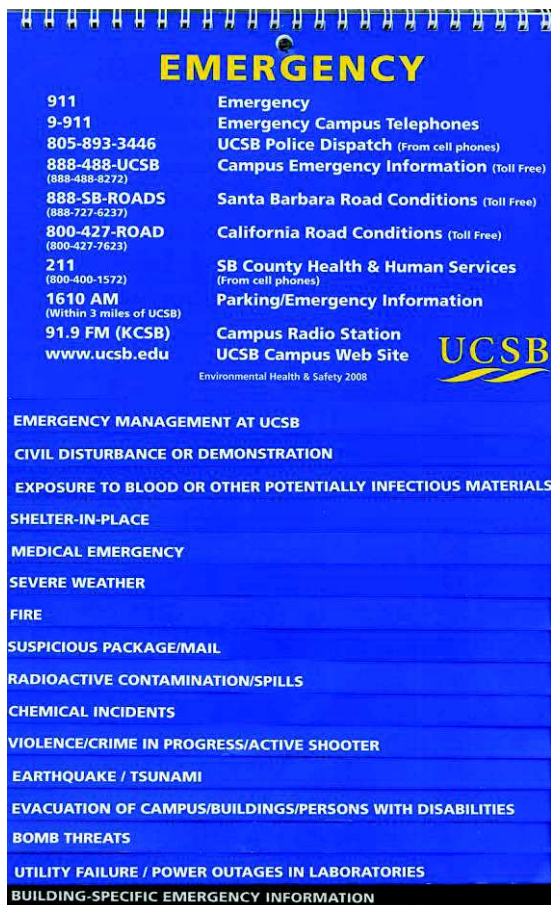 EMERGENCY
911 Emergency
9-911 Emergency Campus Telephones
805-893-3446 UCSB Police Dispatch (From cell phones)
888-488-UCSB Campus Emergency Information (Toll Free)
(888-488-8272)
888-SB-ROADS Santa Barbara Road Conditions (Toll Free)
(888-727-6237)
800-427-ROAD California Road Conditions (Toll Free)
(800-427-7623)
211 SB County Health & Human Services
(800-400-1572) (From cell phones)
1610 AM Parking/Emergency Information
(Within 3 miles of UCSB)
91.9 FM (KCSB) Campus Radio Station
www.ucsb.edu UCSB Campus Web Site
UCSB
Environmental Health & Safety 2008
EMERGENCY MANAGEMENT AT UCSB
CIVIL DISTURBANCE OR DEMONSTRATION
EXPOSURE TO BLOOD OR OTHER POTENTIALLY INFECTIOUS MATERIALS
SHELTER-IN-PLACE
MEDICAL EMERGENCY
SEVERE WEATHER
FIRE
SUSPICIOUS PACKAGE/MAIL
RADIOACTIVE CONTAMINATION/SPILLS
CHEMICAL INCIDENTS
VIOLENCE/CRIME IN PROGRESS/ACTIVE SHOOTER
EARTHQUAKE / TSUNAMI
EVACUATION OF CAMPUS/BUILDINGS/PERSONS WITH DISABILITIES
BOMB THREATS
UTILITY FAILURE / POWER OUTAGES IN LABORATORIES
BUILDING-SPECIFIC EMERGENCY INFORMATION